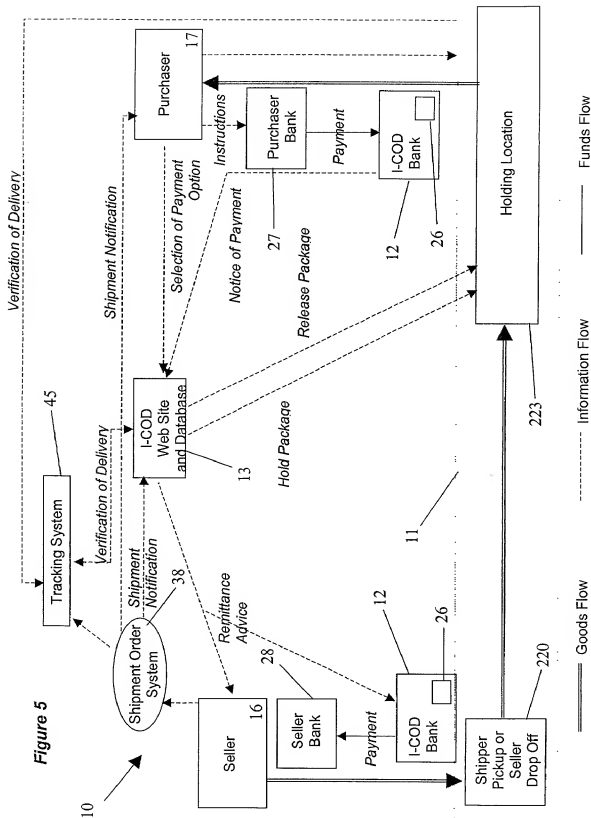 Figure 5
10
Verification of Delivery
45
Tracking System
Verification of Delivery
Shipment Notification
Shipment Order
System
38
Shipment
Notification
I-COD
Web Site
and Database
13
Selection of Payment
Option
Purchaser
17
Instructions
Purchaser
Bank
27
Payment
Notice of Payment
I-COD
Bank
12
26
Release Package
Hold Package
Remittance
Advice
Seller
16
Seller
Bank
28
Payment
I-COD
Bank
12
26
11
Shipper
Pickup or
Seller
Drop Off
220
Holding Location
223
Goods Flow
Information Flow
Funds Flow